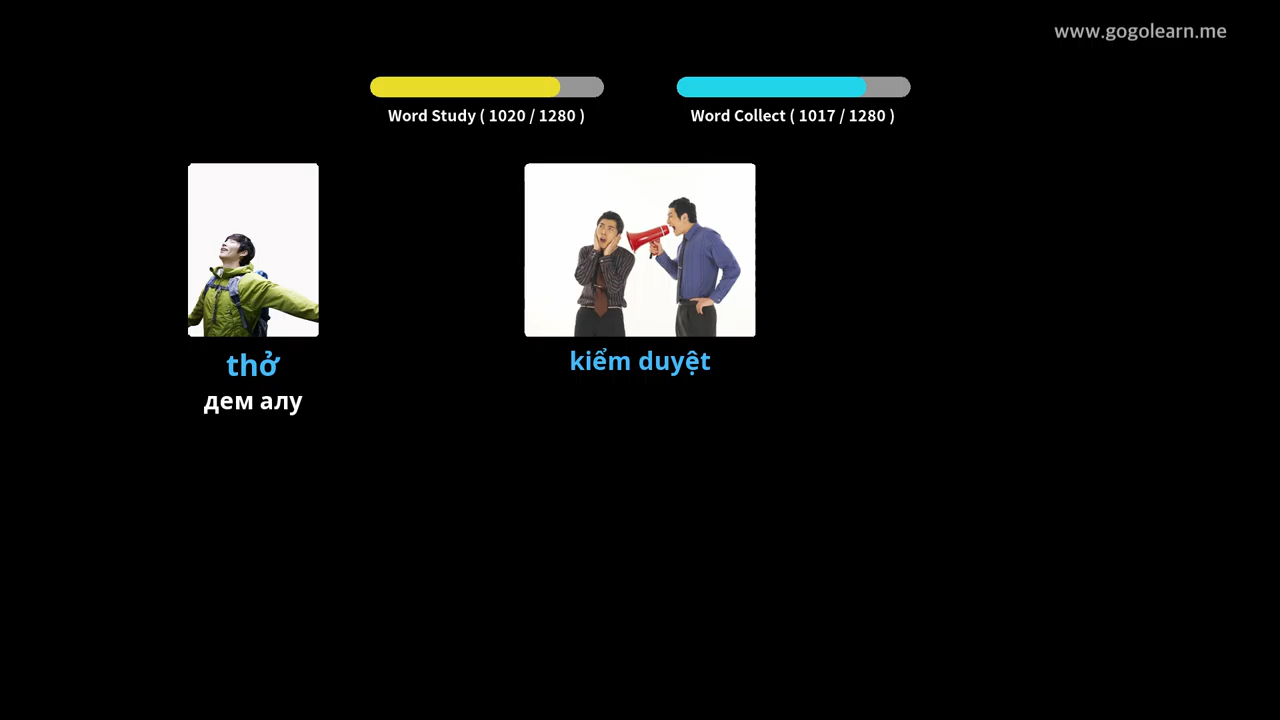 www.gogolearn.me
Word Study ( 1020 / 1280 )
Word Collect ( 1017 / 1280 )
thở
дем алу
kiểm duyệt